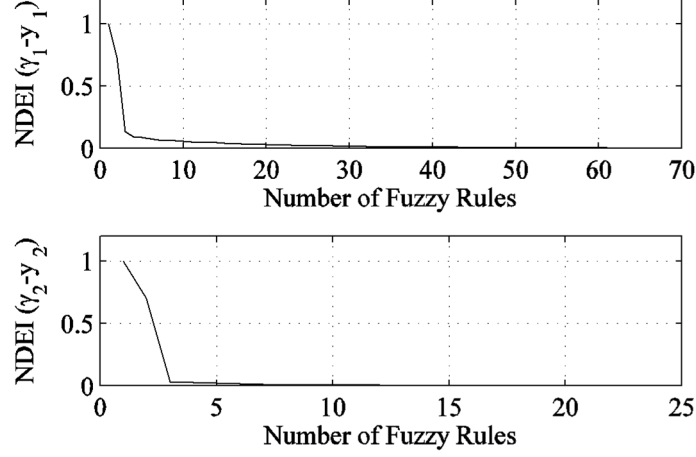 NDEI (γ1-y1)
1
0.5
0
0 10 20 30 40 50 60 70
Number of Fuzzy Rules
NDEI (γ2-y2)
1
0.5
0
0 5 10 15 20 25
Number of Fuzzy Rules